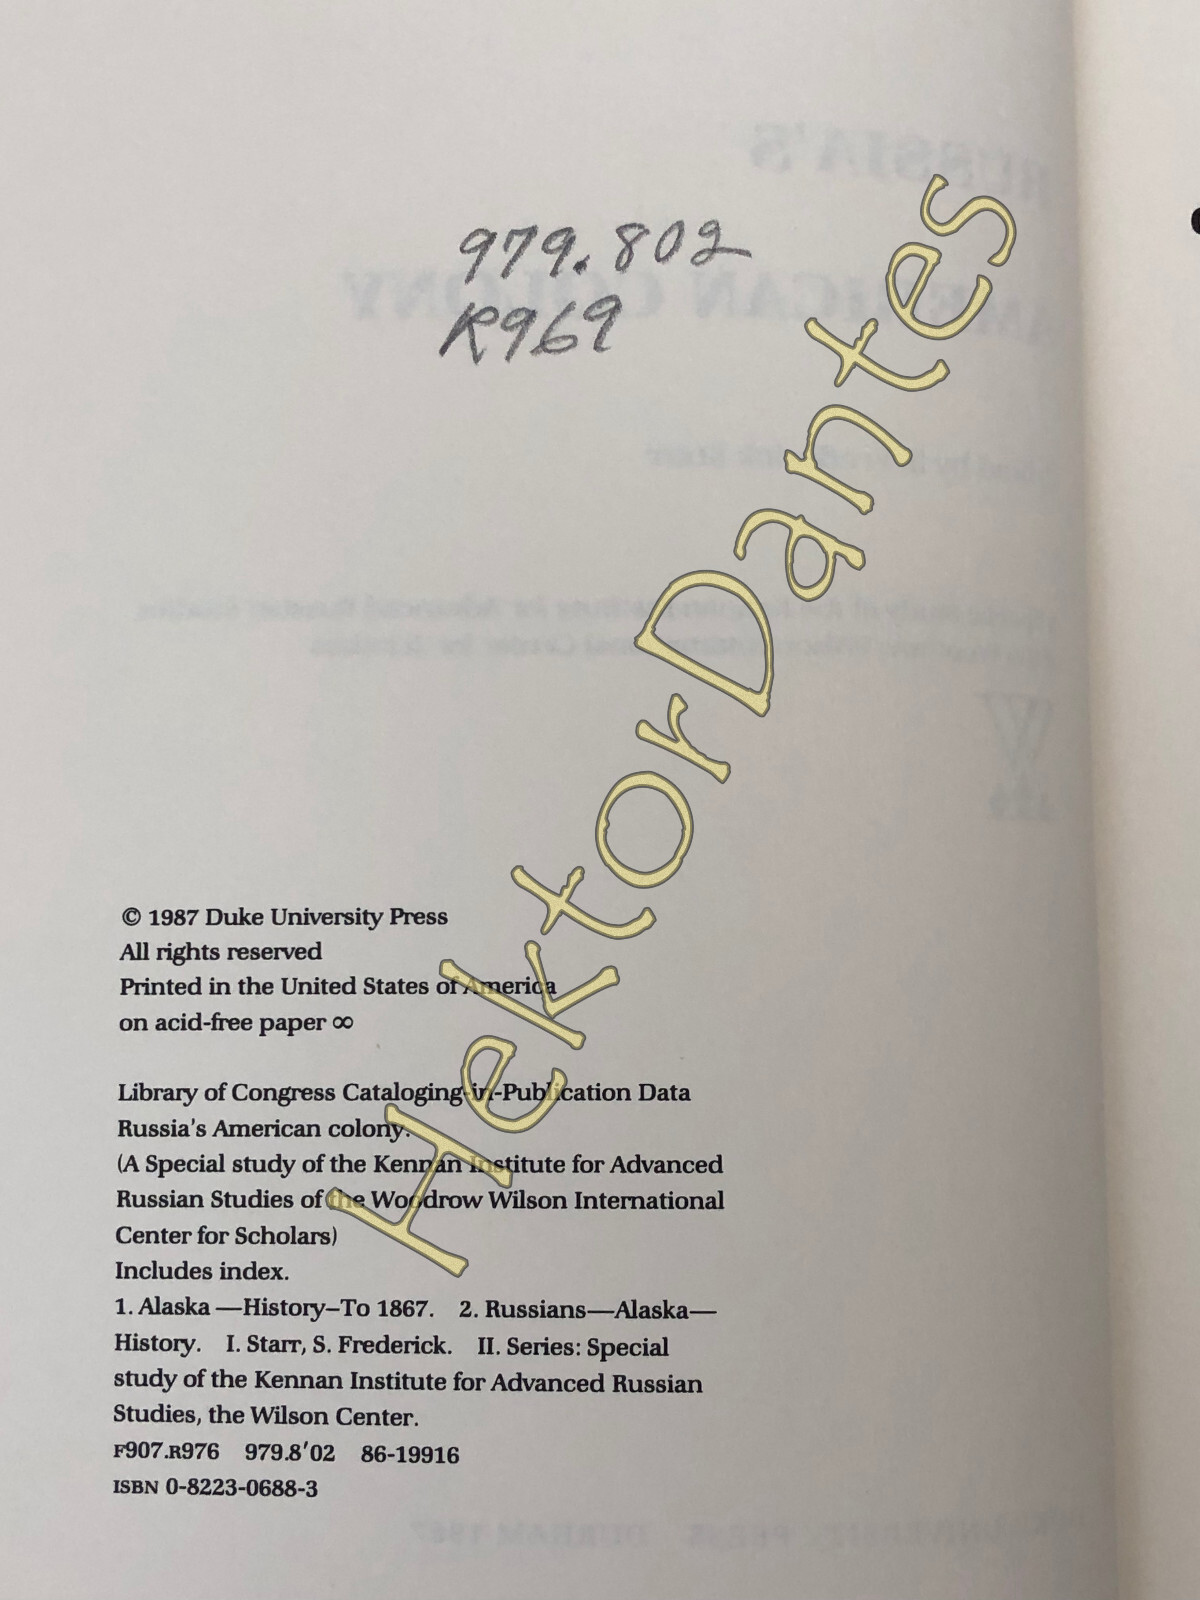 979.802
R969
HektorDantes
© 1987 Duke University Press
All rights reserved
Printed in the United States of America
on acid-free paper ∞
Library of Congress Cataloging-in-Publication Data
Russia's American colony.
(A Special study of the Kennan Institute for Advanced
Russian Studies of the Woodrow Wilson International
Center for Scholars)
Includes index.
1. Alaska —History–To 1867. 2. Russians—Alaska—
History. I. Starr, S. Frederick. II. Series: Special
study of the Kennan Institute for Advanced Russian
Studies, the Wilson Center.
F907.R976 979.8′02 86-19916
ISBN 0-8223-0688-3